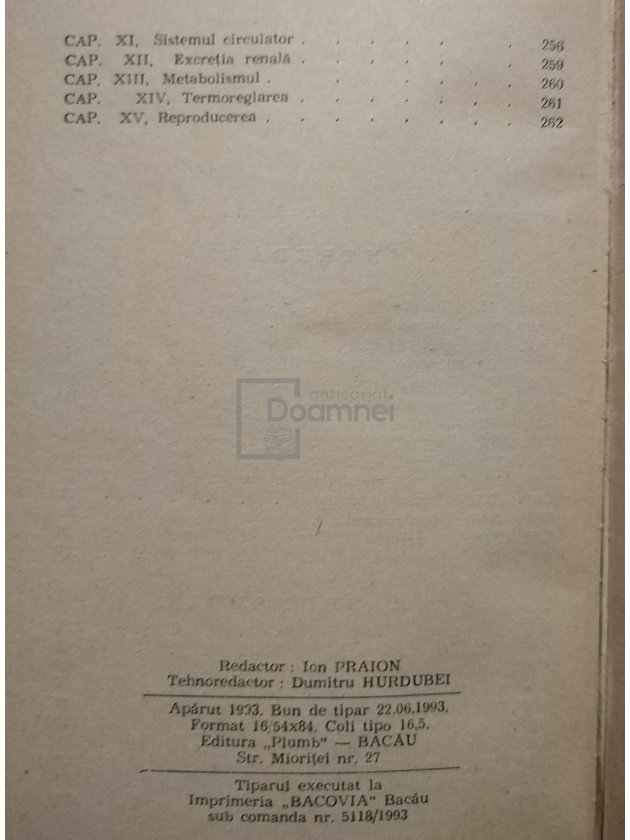 CAP. XI, Sistemul circulator . . . . . . 256
CAP. XII, Excreția renală . . . . . . 259
CAP. XIII, Metabolismul . . . . . . . 260
CAP. XIV, Termoreglarea . . . . . . . 261
CAP. XV, Reproducerea . . . . . . . . 262
anticariat
Doamnei
Redactor : Ion PRAION
Tehnoredactor : Dumitru HURDUBEI
Apărut 1993. Bun de tipar 22.06.1993.
Format 16/54x84. Coli tipo 16,5.
Editura „Plumb“ — BACĂU
Str. Mioriței nr. 27
Tiparul executat la
Imprimeria „BACOVIA“ Bacău
sub comanda nr. 5118/1993